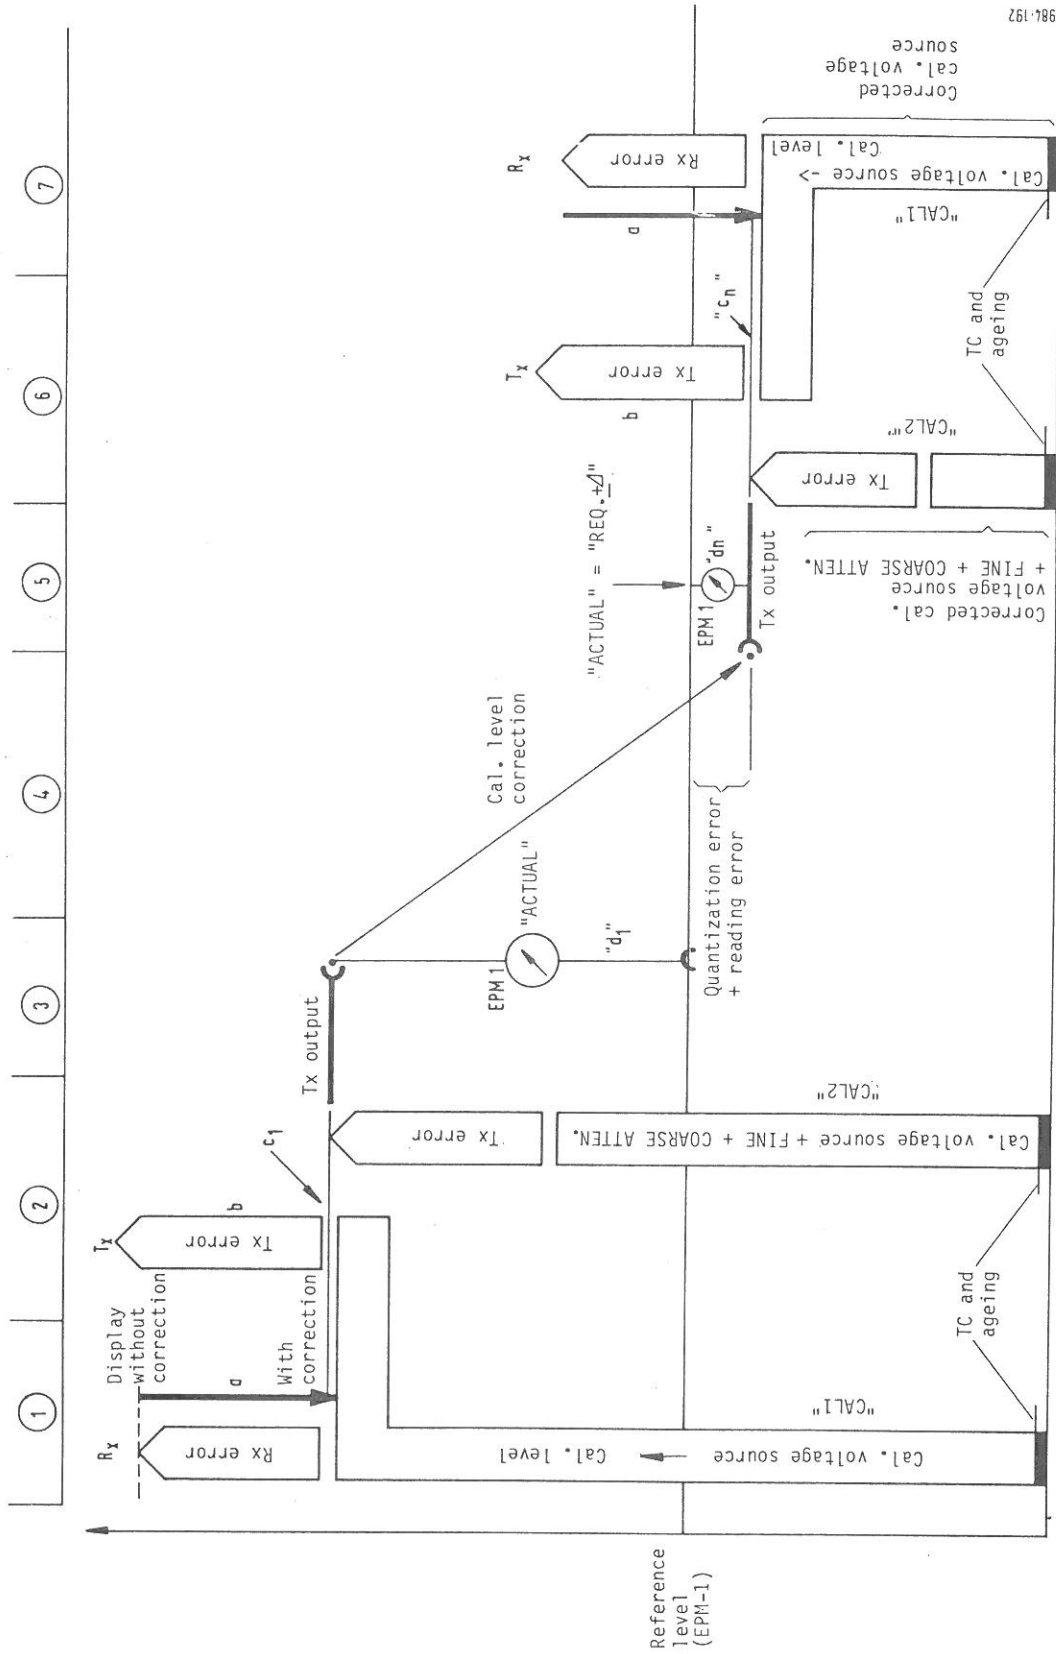 1
2
3
4
5
6
7
Rx
Display
without
correction
a
With
correction
Rx error
Tx
b
Tx error
c1
Cal. voltage source
Cal. level
"CAL1"
Tx error
Cal. voltage source + FINE + COARSE ATTEN.
"CAL2"
TC and
ageing
Reference
level
(EPM-1)
Tx output
EPM 1
"ACTUAL"
"d1"
Quantization error
+ reading error
Cal. level
correction
"ACTUAL" = "REQ.±Δ"
EPM 1
"dn"
Tx output
Corrected cal.
voltage source
+ FINE + COARSE ATTEN.
Tx error
"CAL2"
Tx
b
Tx error
"cn"
TC and
ageing
a
Rx
Rx error
Cal. voltage source ->
Cal. level
"CAL1"
Corrected
cal. voltage
source
984·192